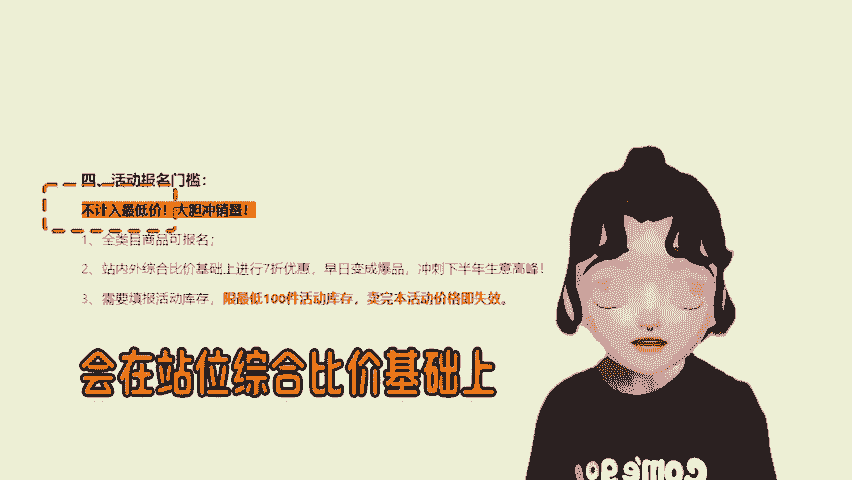 四、活动报名门槛：
不计入最低价！大胆冲销量！
1、全类目商品可报名；
2、站内外综合比价基础上进行7折优惠，早日变成爆品，冲刺下半年生意高峰！
3、需要填报活动库存，限最低100件活动库存，卖完本活动价格即失效。
会在站位综合比价基础上